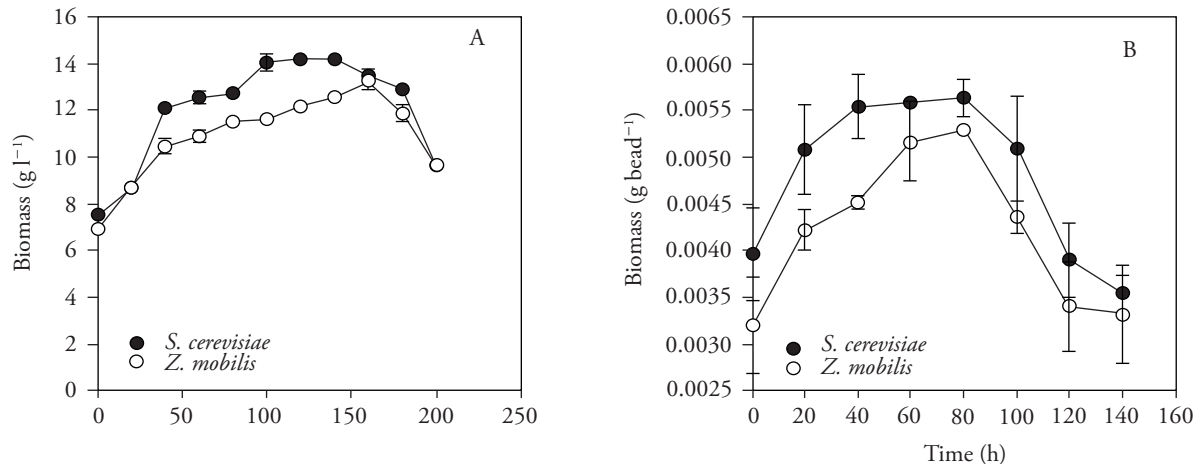 A
Biomass (g l⁻¹)
16
14
12
10
8
6
4
2
0
0 50 100 150 200 250
S. cerevisiae
Z. mobilis
B
Biomass (g bead⁻¹)
0.0065
0.0060
0.0055
0.0050
0.0045
0.0040
0.0035
0.0030
0.0025
0 20 40 60 80 100 120 140 160
S. cerevisiae
Z. mobilis
Time (h)